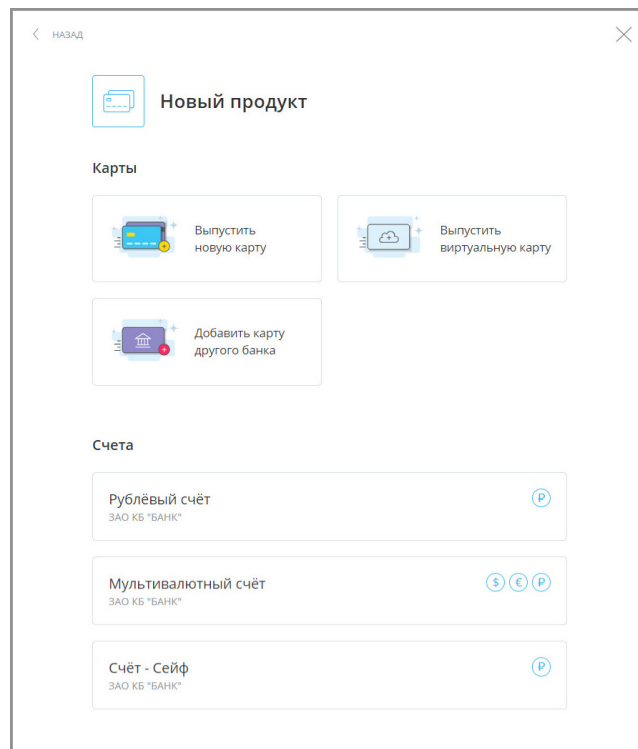 НАЗАД
Новый продукт
Карты
Выпустить
новую карту
Выпустить
виртуальную карту
Добавить карту
другого банка
Счета
Рублёвый счёт
ЗАО КБ "БАНК"
Мультивалютный счёт
$ € ₽
ЗАО КБ "БАНК"
Счёт - Сейф
ЗАО КБ "БАНК"